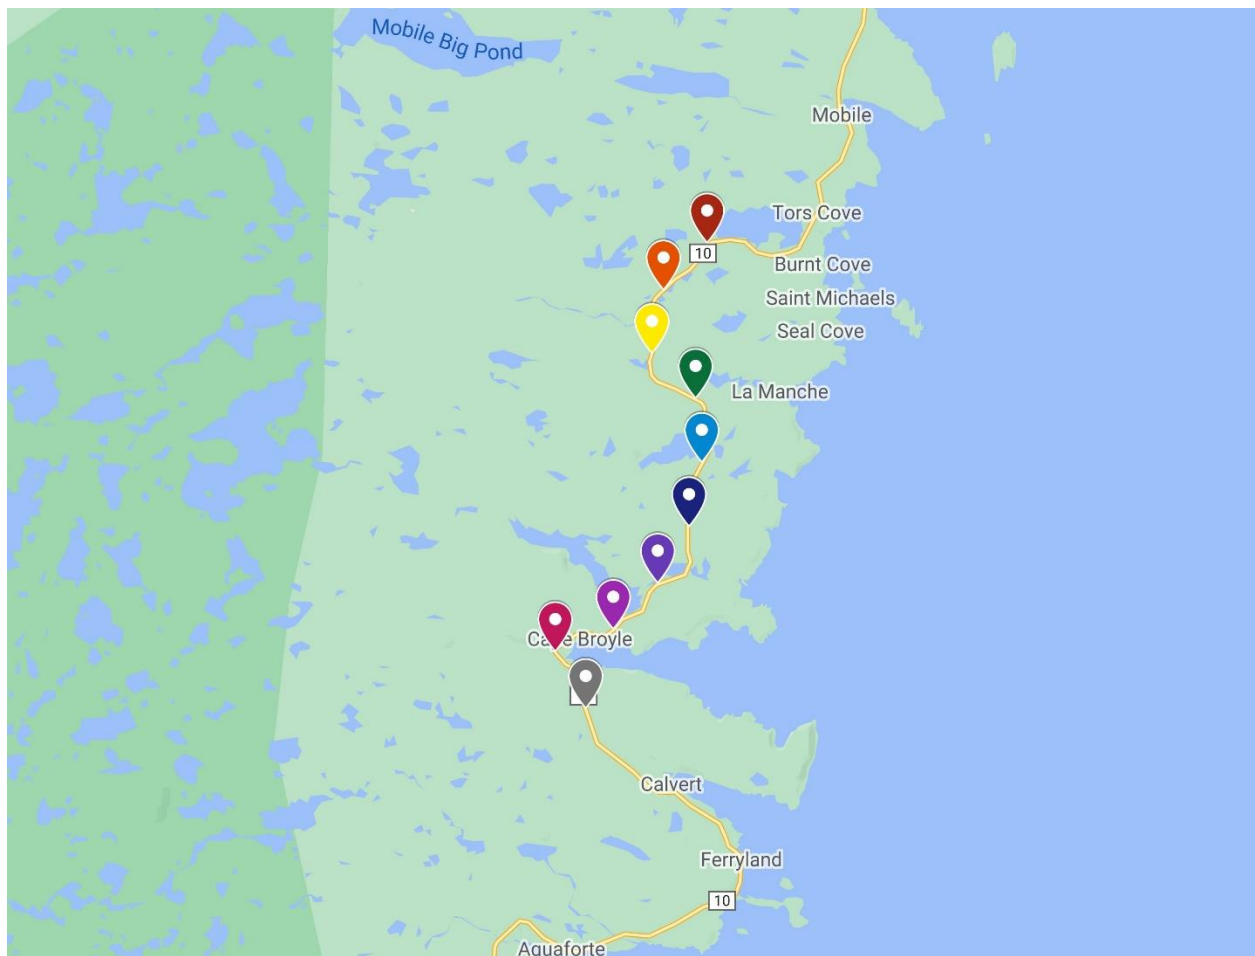 Mobile Big Pond
Mobile
Tors Cove
10
Burnt Cove
Saint Michaels
Seal Cove
La Manche
Cape Broyle
Calvert
Ferryland
10
Aquaforte